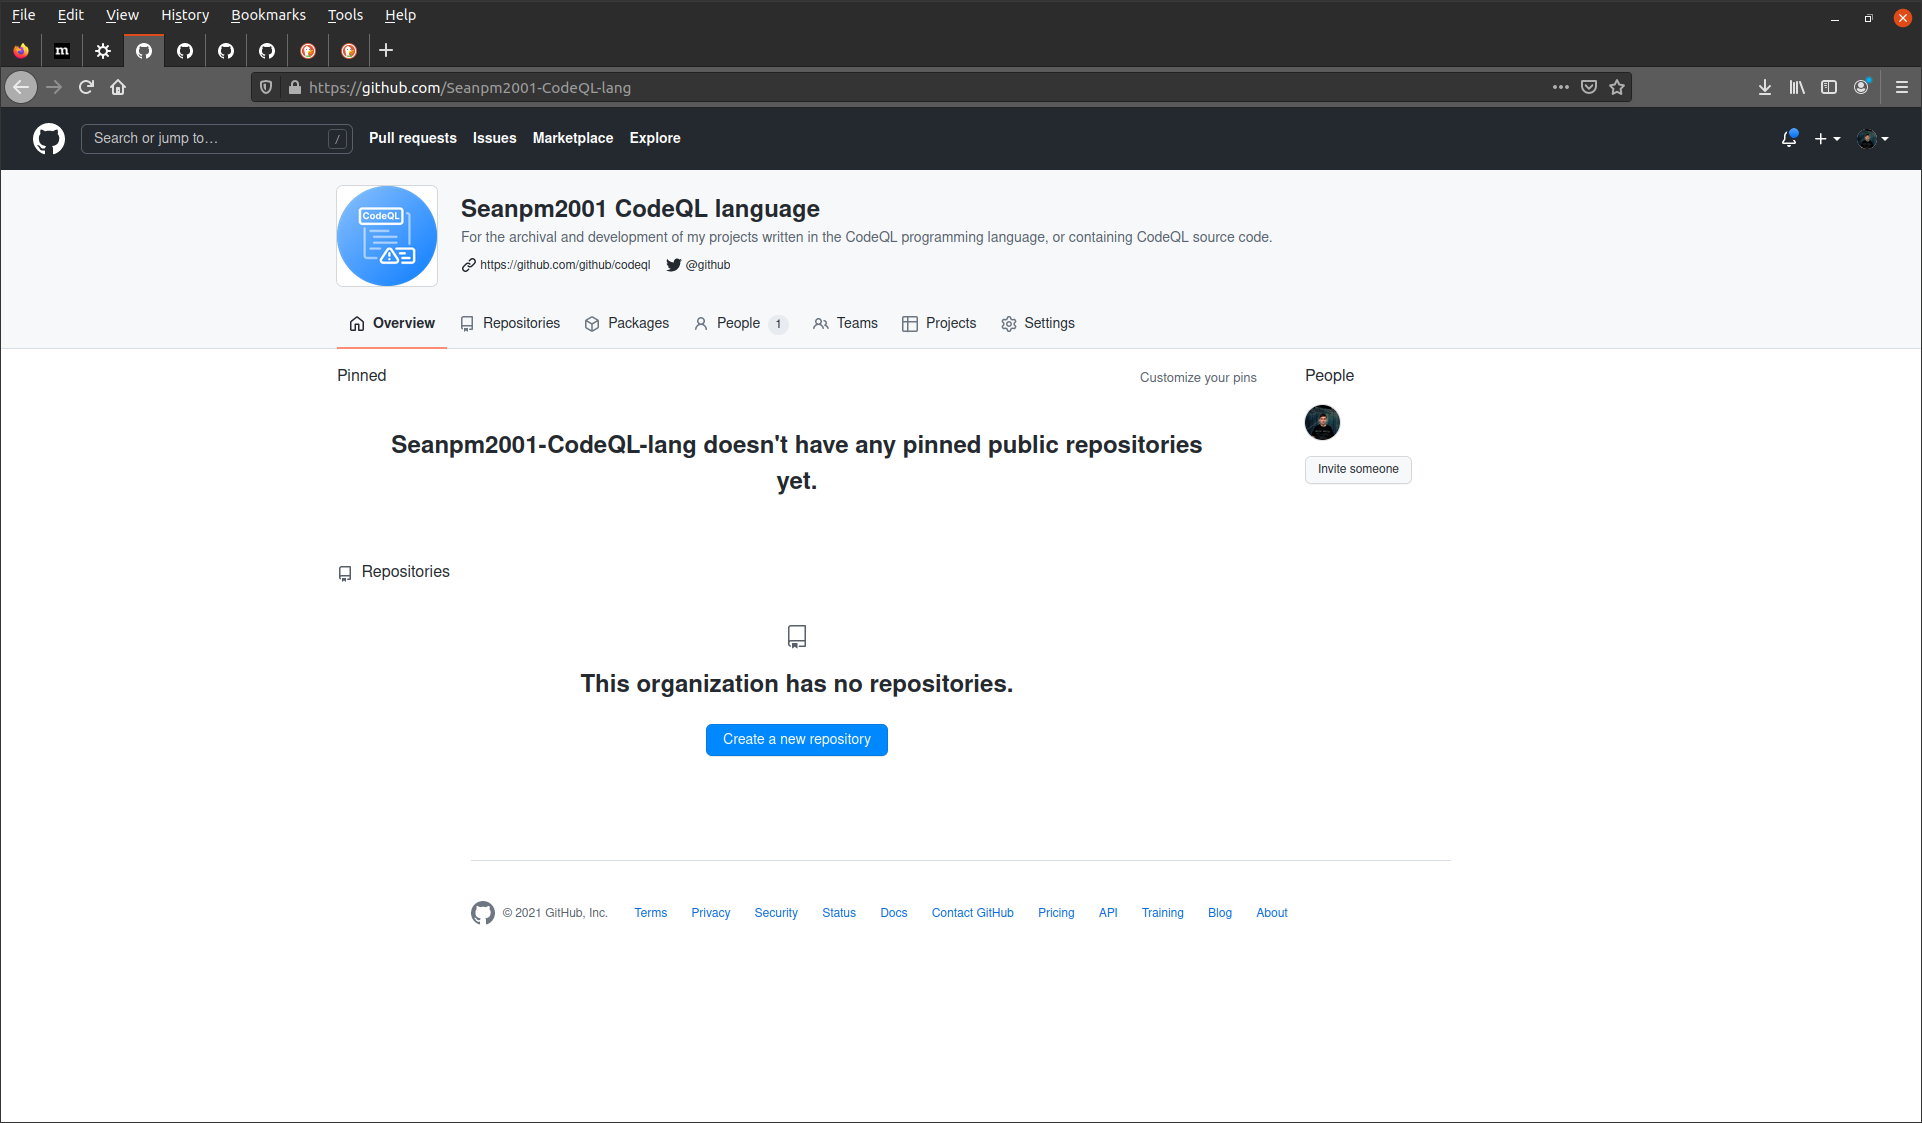 File Edit View History Bookmarks Tools Help
m
https://github.com/Seanpm2001-CodeQL-lang
Search or jump to… / Pull requests Issues Marketplace Explore
CodeQL
Seanpm2001 CodeQL language
For the archival and development of my projects written in the CodeQL programming language, or containing CodeQL source code.
https://github.com/github/codeql @github
Overview Repositories Packages People 1 Teams Projects Settings
Pinned Customize your pins People
Seanpm2001-CodeQL-lang doesn't have any pinned public repositories
yet.
Invite someone
Repositories
This organization has no repositories.
Create a new repository
© 2021 GitHub, Inc. Terms Privacy Security Status Docs Contact GitHub Pricing API Training Blog About